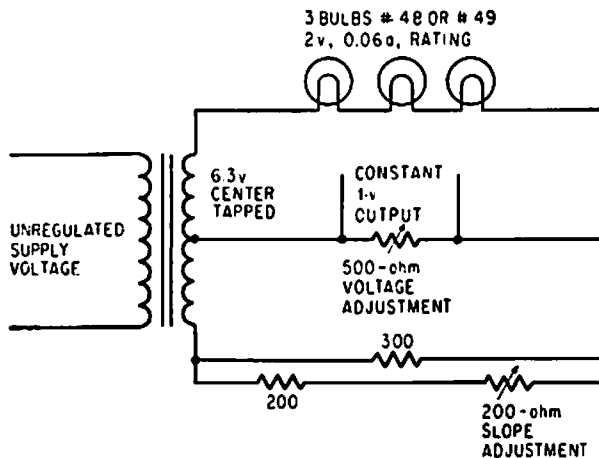 3 BULBS # 48 OR # 49
2v, 0.06a, RATING
6.3v
CENTER
TAPPED
CONSTANT
1-v
OUTPUT
UNREGULATED
SUPPLY
VOLTAGE
500-ohm
VOLTAGE
ADJUSTMENT
300
200
200-ohm
SLOPE
ADJUSTMENT